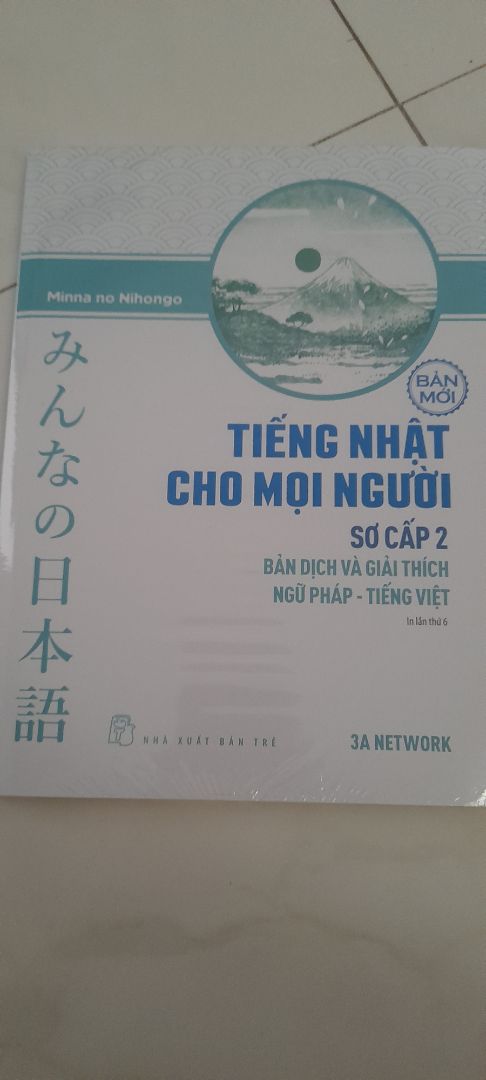 Minna no Nihongo
みんなの日本語
BẢN
MỚI
TIẾNG NHẬT
CHO MỌI NGƯỜI
SƠ CẤP 2
BẢN DỊCH VÀ GIẢI THÍCH
NGỮ PHÁP - TIẾNG VIỆT
In lần thứ 6
NHÀ XUẤT BẢN TRẺ
3A NETWORK